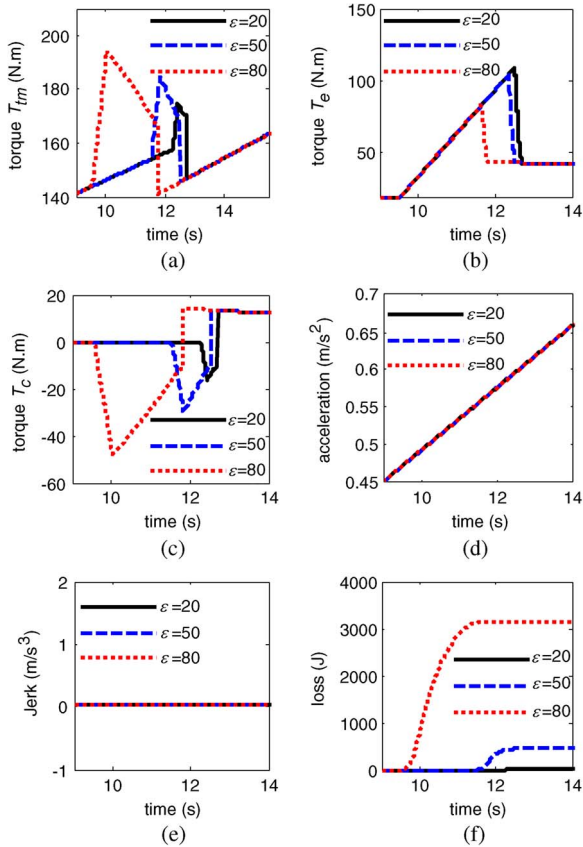 torque T_tm (N.m)
200
180
160
140
10
12
14
time (s)
ε=20
ε=50
ε=80
(a)
torque T_e (N.m)
150
100
50
10
12
14
time (s)
ε=20
ε=50
ε=80
(b)
torque T_c (N.m)
20
0
-20
-40
-60
10
12
14
time (s)
ε=20
ε=50
ε=80
(c)
acceleration (m/s²)
0.7
0.65
0.6
0.55
0.5
0.45
10
12
14
time (s)
ε=20
ε=50
ε=80
(d)
Jerk (m/s³)
2
1
0
-1
10
12
14
time (s)
ε=20
ε=50
ε=80
(e)
loss (J)
4000
3000
2000
1000
0
10
12
14
time (s)
ε=20
ε=50
ε=80
(f)